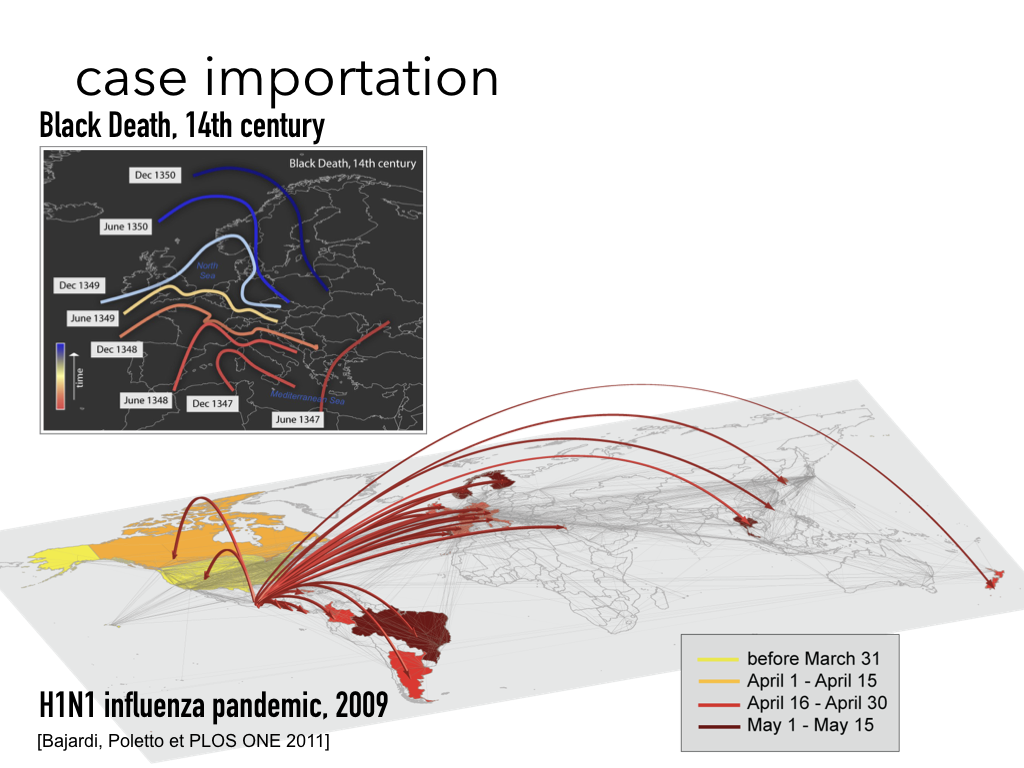 case importation
Black Death, 14th century
Black Death, 14th century
Dec 1350
June 1350
North
Sea
Dec 1349
June 1349
Dec 1348
time
June 1348
Dec 1347
Mediterranean Sea
June 1347
before March 31
April 1 - April 15
April 16 - April 30
May 1 - May 15
H1N1 influenza pandemic, 2009
[Bajardi, Poletto et PLOS ONE 2011]